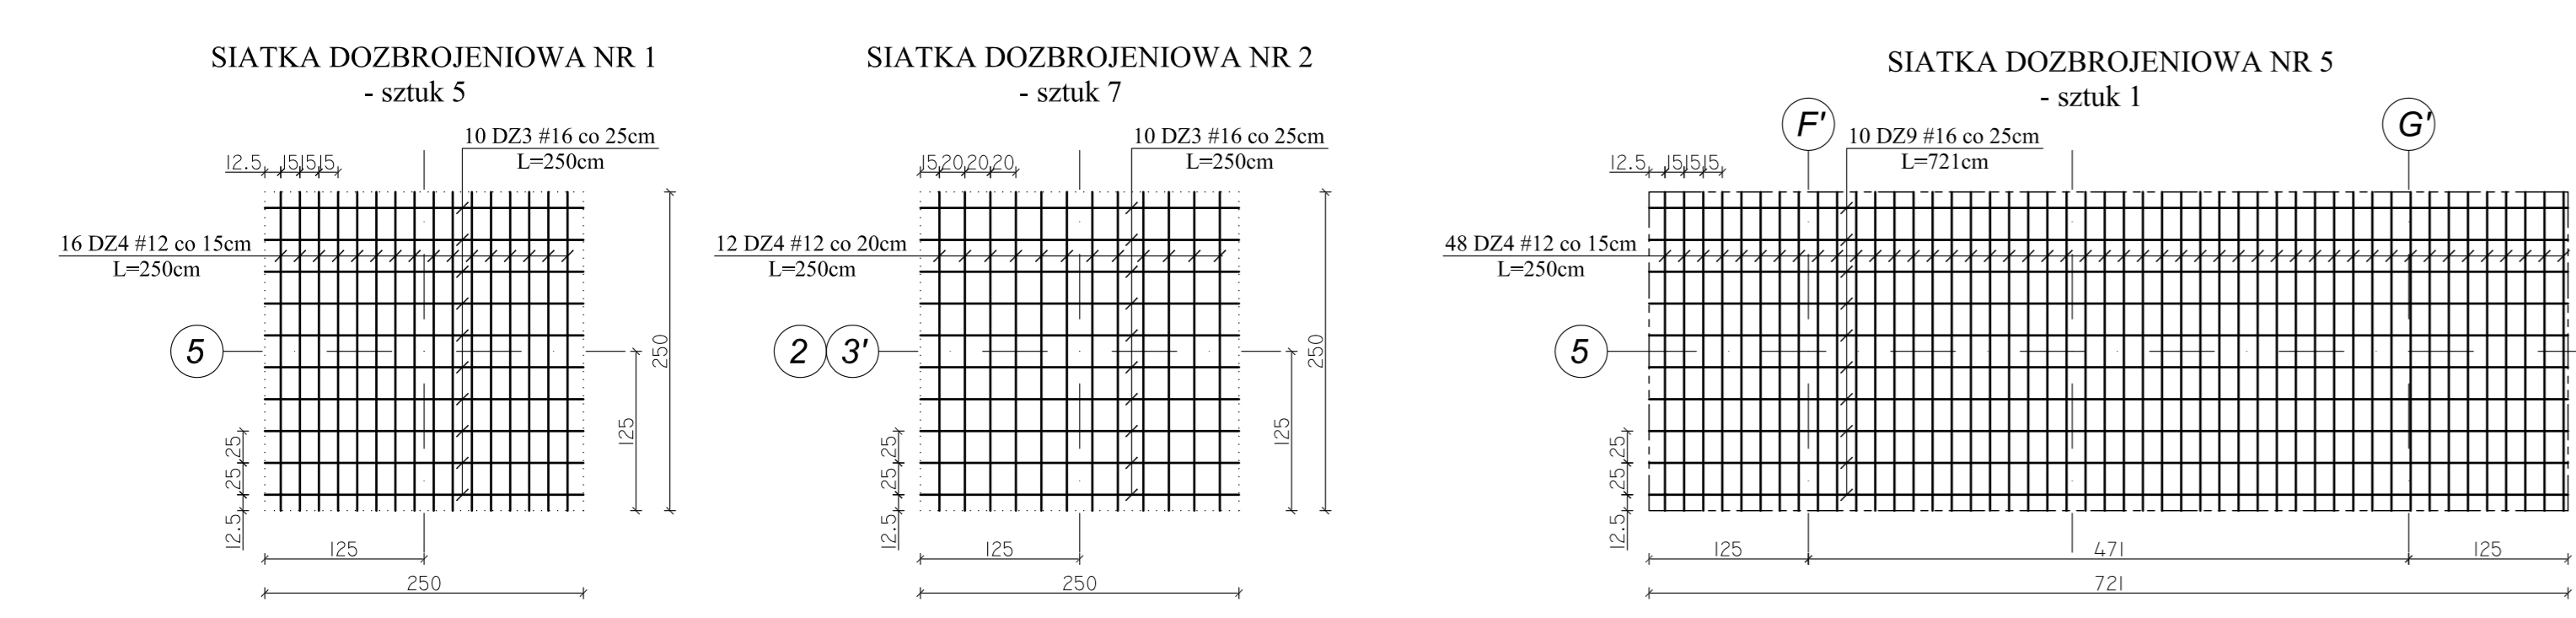 SIATKA DOZBROJENIOWA NR 1
- sztuk 5
10 DZ3 #16 co 25cm
L=250cm
12.5 15 15 15
16 DZ4 #12 co 15cm
L=250cm
5
250
125
25
25
12.5
125
250
SIATKA DOZBROJENIOWA NR 2
- sztuk 7
10 DZ3 #16 co 25cm
L=250cm
15 20 20 20
12 DZ4 #12 co 20cm
L=250cm
2 3'
250
125
25
25
12.5
125
250
SIATKA DOZBROJENIOWA NR 5
- sztuk 1
F' G'
10 DZ9 #16 co 25cm
L=721cm
12.5 15 15 15
48 DZ4 #12 co 15cm
L=250cm
5
25
25
12.5
125 471 125
721